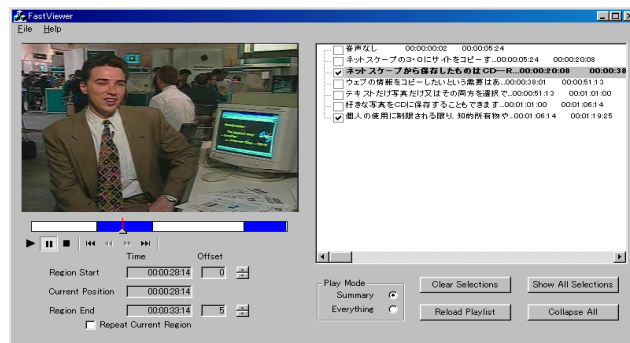 FastViewer
File Help
音声なし 00:00:00:02 00:00:05:24
ネットスケープの3・0にサイトをコピーす...00:00:05:24 00:00:20:08
ネットスケープから保存したものはCD―R...00:00:20:08 00:00:38
ウェブの情報をコピーしたいという需要はあ...00:00:38:01 00:00:51:13
テキストだけ写真だけ又はその両方を選択で...00:00:51:13 00:01:01:00
好きな写真をCDに保存することもできます...00:01:01:00 00:01:06:14
個人の使用に制限される限り、知的所有物や...00:01:06:14 00:01:19:25
Time Offset
Region Start 00:00:28:14 0
Current Position 00:00:28:14
Region End 00:00:33:14 5
Repeat Current Region
Play Mode
Summary
Everything
Clear Selections
Show All Selections
Reload Playlist
Collapse All